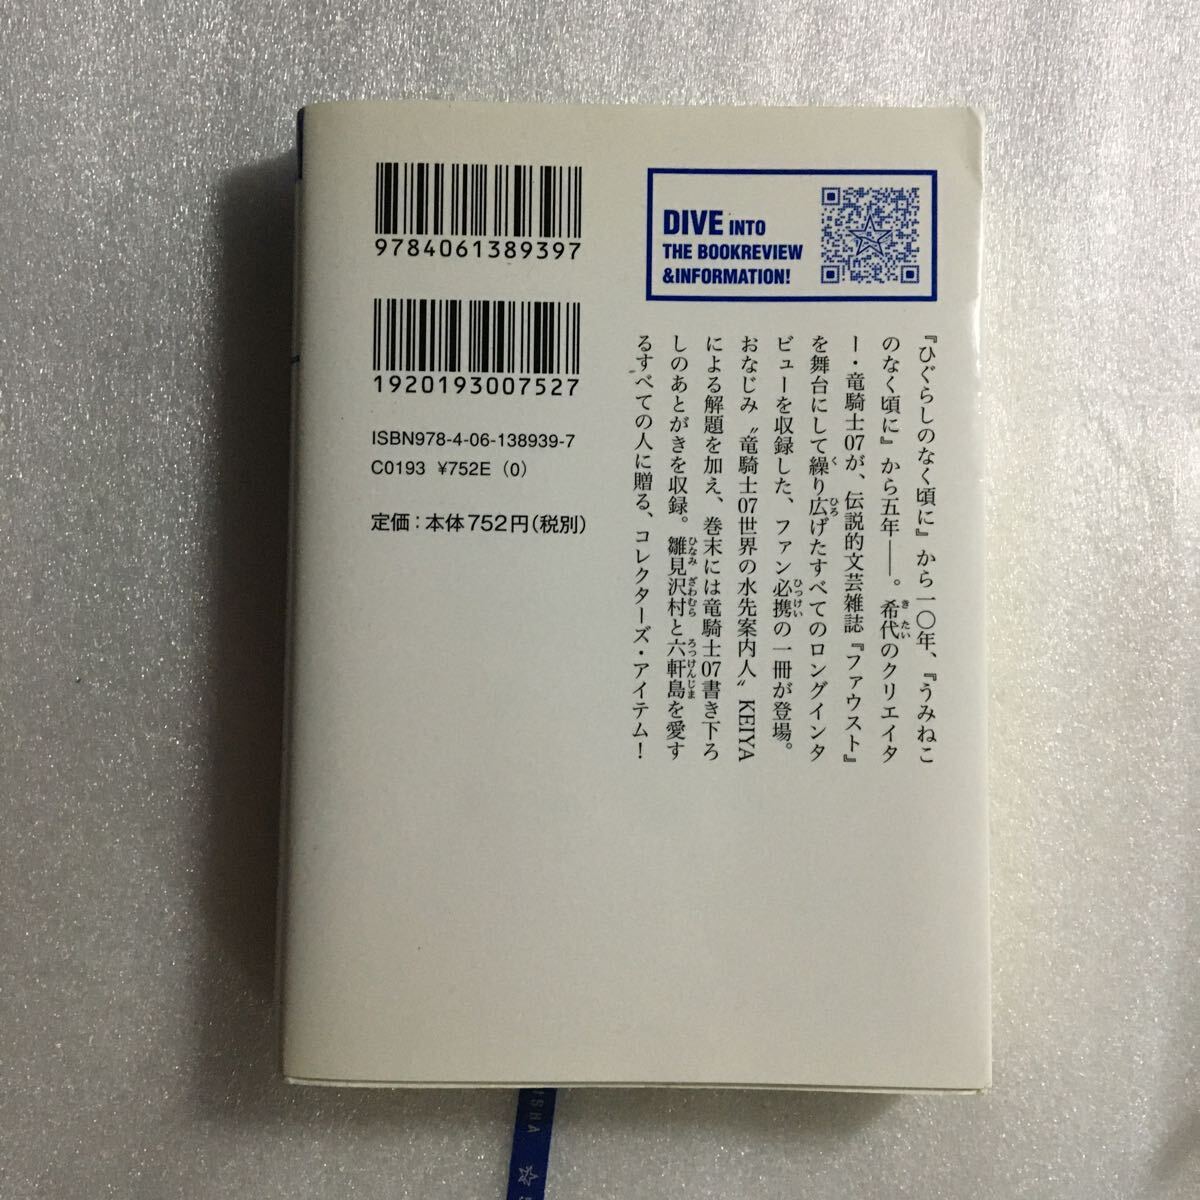 9784061389397
1920193007527
ISBN978-4-06-138939-7
C0193 ¥752E (0)
定価：本体752円（税別）
DIVE INTO
THE BOOKREVIEW
&INFORMATION!
『ひぐらしのなく頃に』から一〇年、『うみねこ
のなく頃に』から五年――。希代のクリエイタ
ー・竜騎士07が、伝説的文芸雑誌『ファウスト』
を舞台にして繰り広げたすべてのロングインタ
ビューを収録した、ファン必携の一冊が登場。
おなじみ〝竜騎士07世界の水先案内人〟KEIYA
による解題を加え、巻末には竜騎士07書き下ろ
しのあとがきを収録。雛見沢村と六軒島を愛す
るすべての人に贈る、コレクターズ・アイテム！